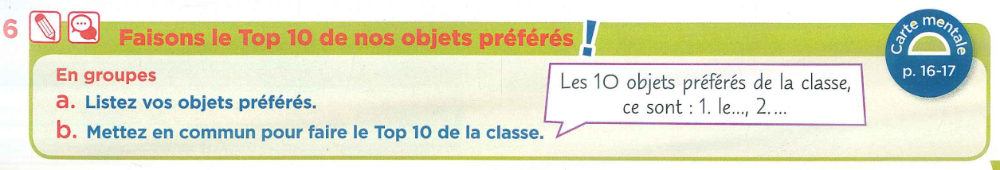 6 Faisons le Top 10 de nos objets préférés !
Carte mentale
p. 16-17
En groupes
a. Listez vos objets préférés.
b. Mettez en commun pour faire le Top 10 de la classe.
Les 10 objets préférés de la classe,
ce sont : 1. le..., 2. ...